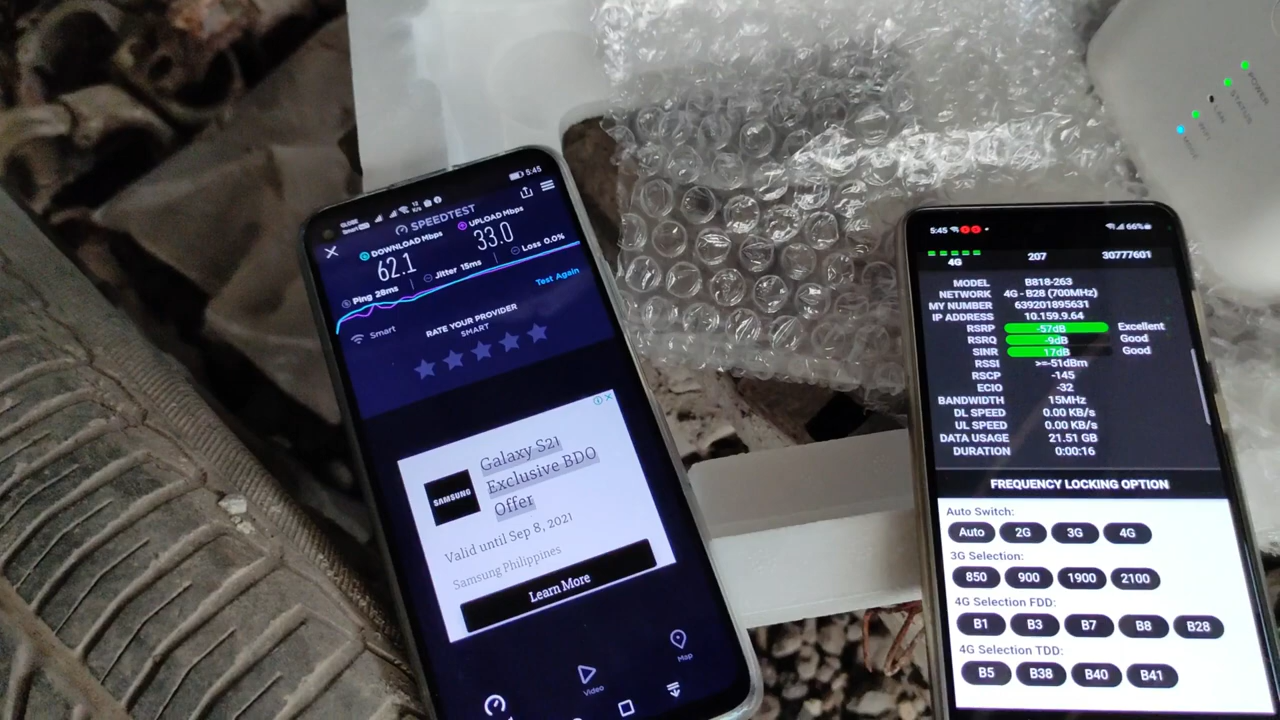 5:45
SPEEDTEST
DOWNLOAD Mbps
UPLOAD Mbps
62.1
33.0
Ping 28ms
Jitter 15ms
Loss 0.0%
Test Again
Smart
RATE YOUR PROVIDER
SMART
Galaxy S21
Exclusive BDO
Offer
SAMSUNG
Valid until Sep 8, 2021
Samsung Philippines
Learn More
Video
Map
5:45 66%
4G 207 30777601
MODEL B818-263
NETWORK 4G - B28 (700MHz)
MY NUMBER 639201895631
IP ADDRESS 10.159.9.64
RSRP -57dB Excellent
RSRQ -9dB Good
SINR 17dB Good
RSSI >=-51dBm
RSCP -145
ECIO -32
BANDWIDTH 15MHz
DL SPEED 0.00 KB/s
UL SPEED 0.00 KB/s
DATA USAGE 21.51 GB
DURATION 0:00:16
FREQUENCY LOCKING OPTION
Auto Switch:
Auto 2G 3G 4G
3G Selection:
850 900 1900 2100
4G Selection FDD:
B1 B3 B7 B8 B28
4G Selection TDD:
B5 B38 B40 B41
POWER
STATUS
LAN